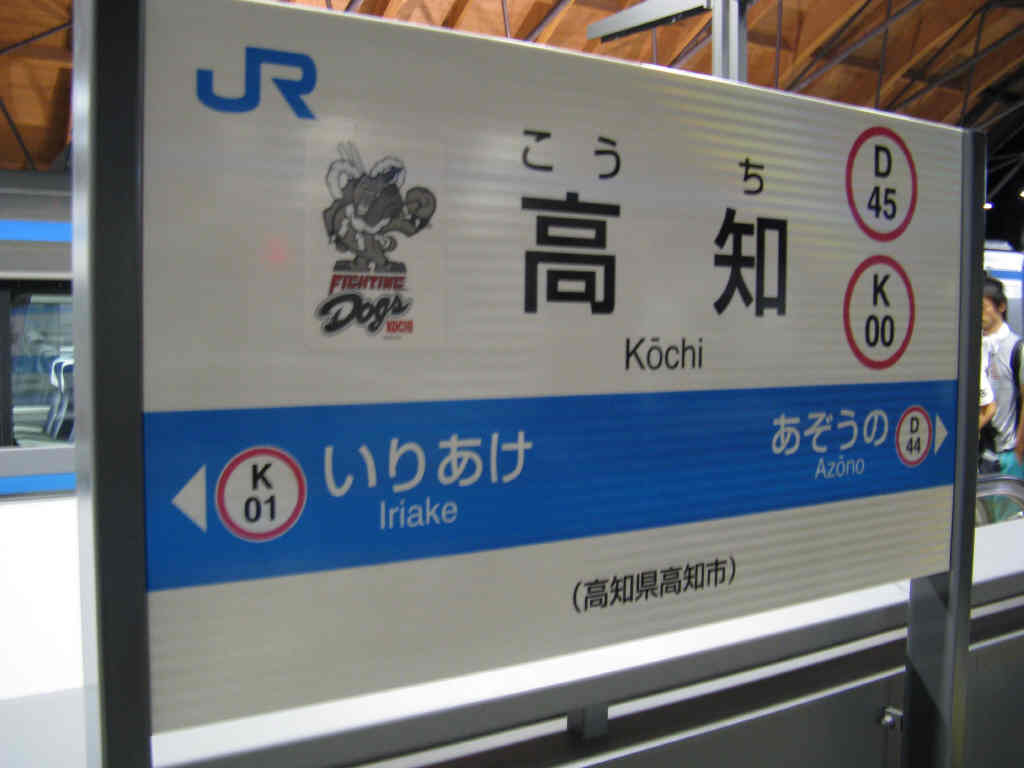 JR
FIGHTING
Dogs
KOCHI
こうち
高知
Kōchi
D
45
K
00
K
01
いりあけ
Iriake
あぞうの
Azōno
D
44
(高知県高知市)